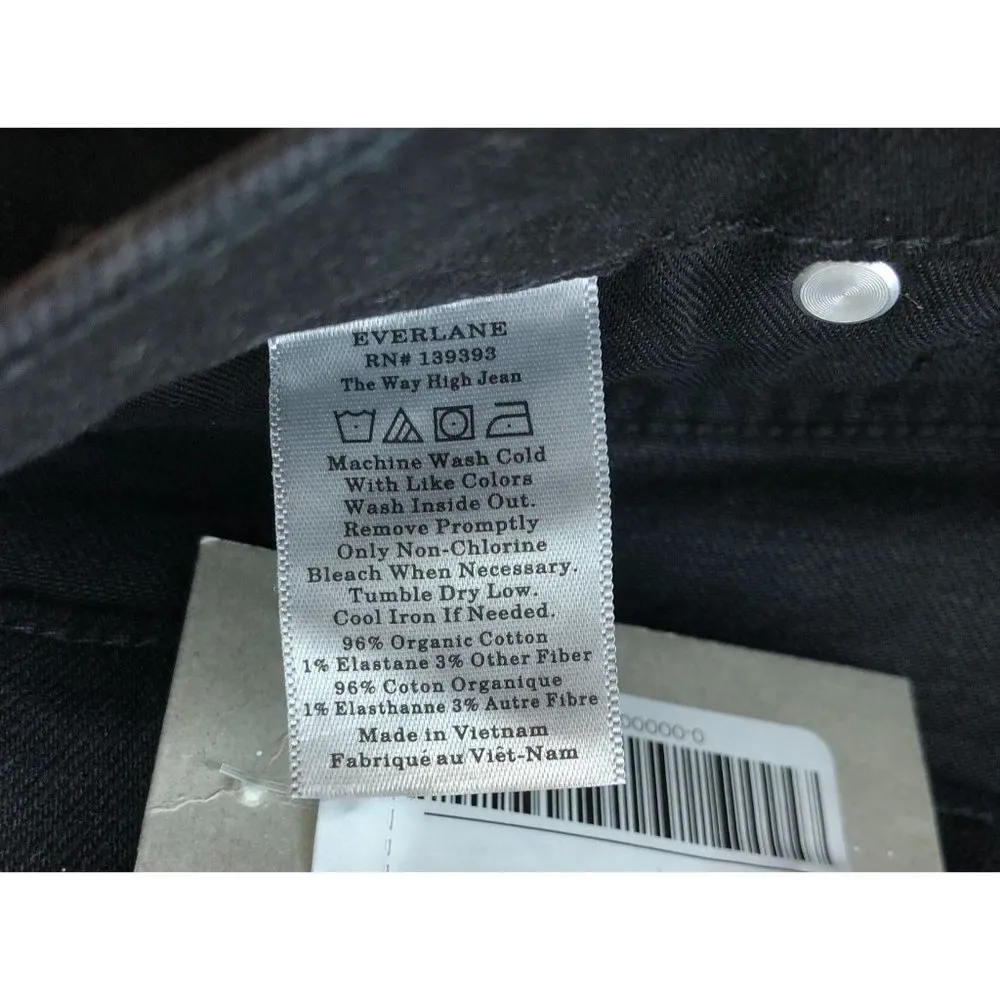 EVERLANE
RN# 139393
The Way High Jean
Machine Wash Cold
With Like Colors
Wash Inside Out.
Remove Promptly
Only Non-Chlorine
Bleach When Necessary.
Tumble Dry Low.
Cool Iron If Needed.
96% Organic Cotton
1% Elastane 3% Other Fiber
96% Coton Organique
1% Elasthanne 3% Autre Fibre
Made in Vietnam
Fabriqué au Viêt-Nam
00000-0